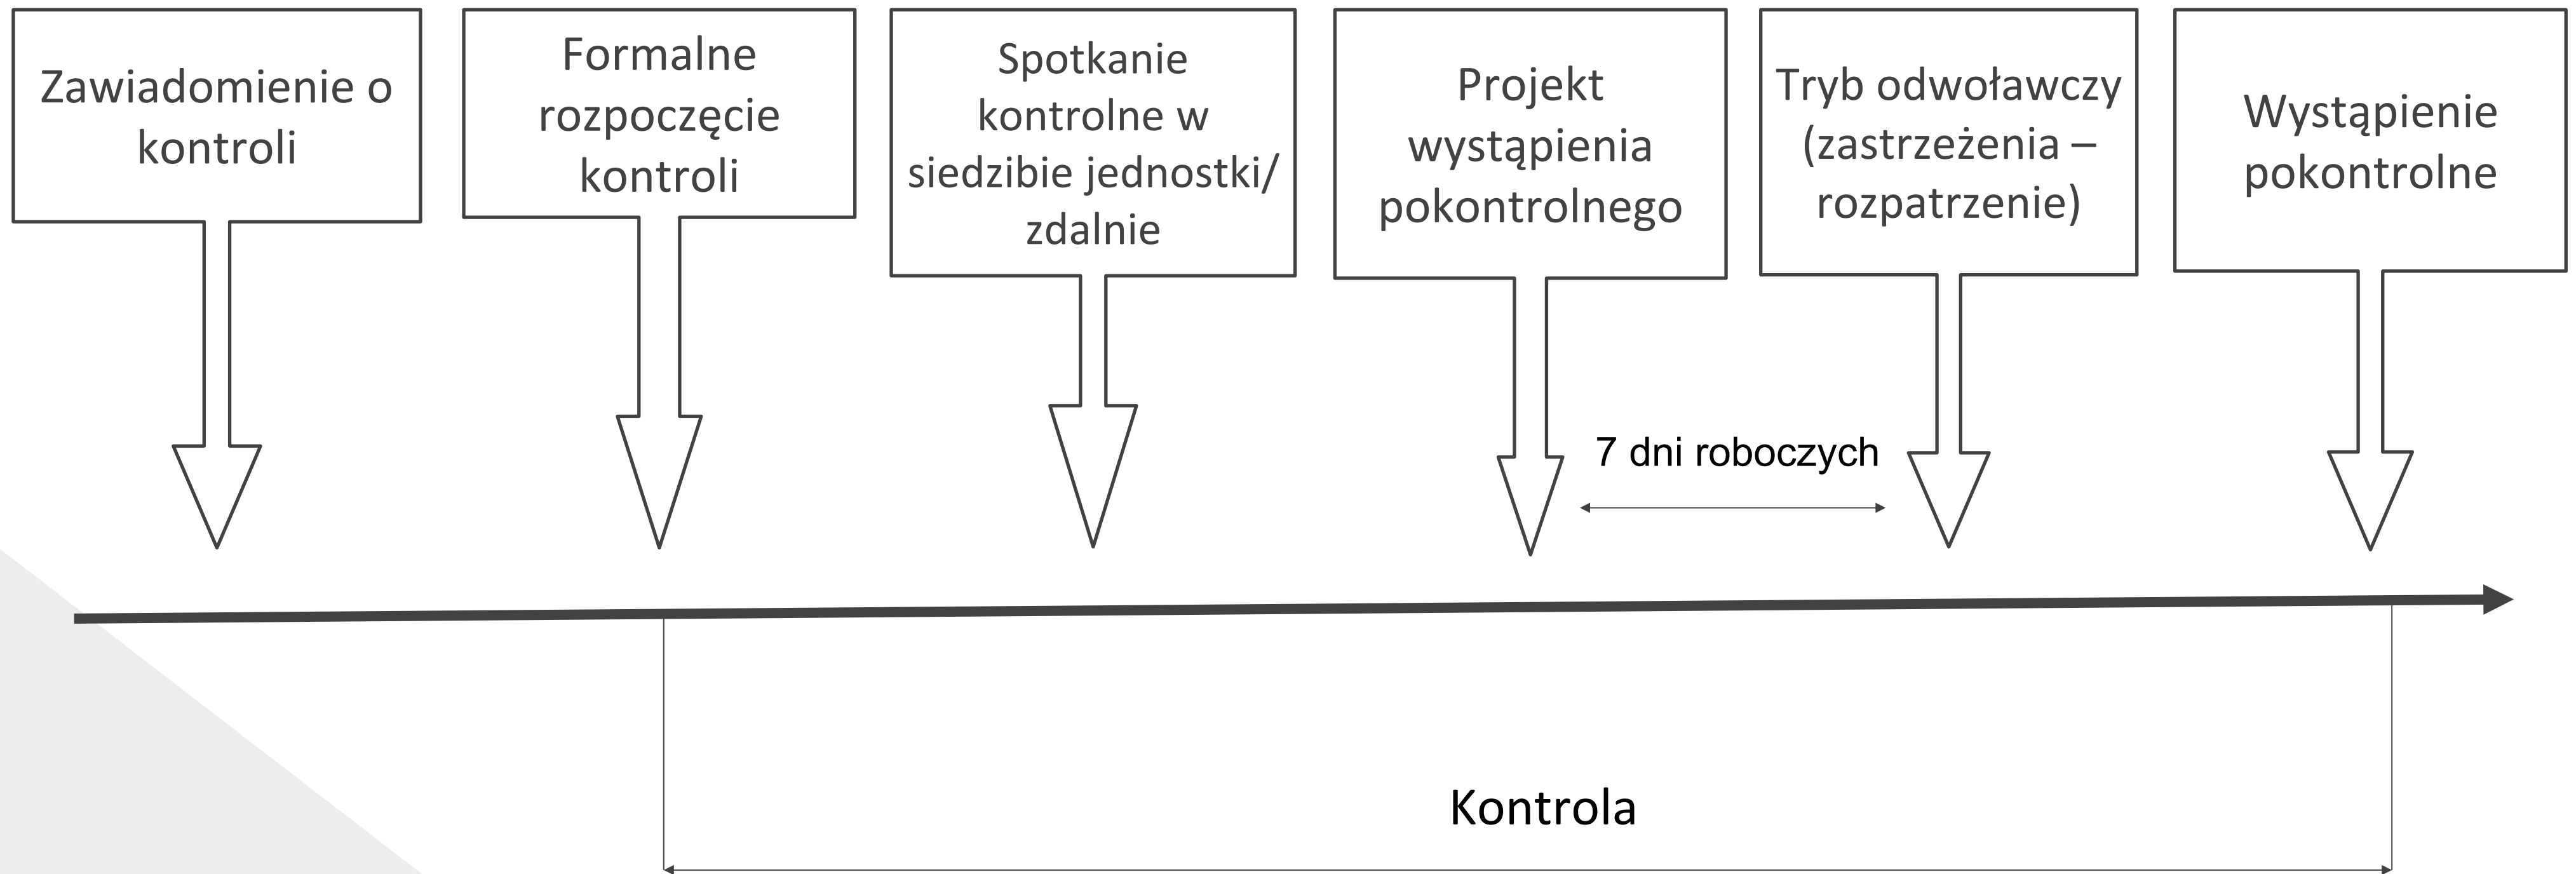 Zawiadomienie o
kontroli
Formalne
rozpoczęcie
kontroli
Spotkanie
kontrolne w
siedzibie jednostki/
zdalnie
Projekt
wystąpienia
pokontrolnego
Tryb odwoławczy
(zastrzeżenia –
rozpatrzenie)
Wystąpienie
pokontrolne
7 dni roboczych
Kontrola